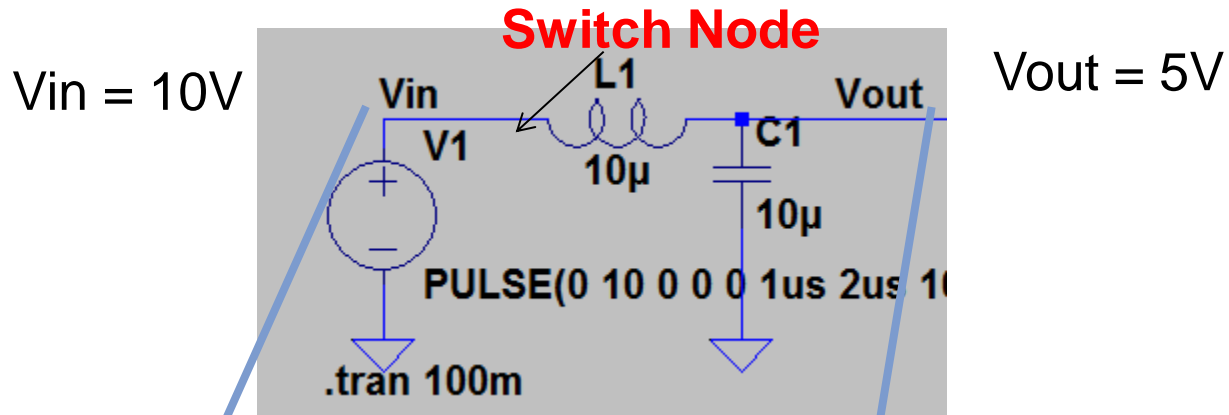 Switch Node
Vin = 10V
Vout = 5V
Vin
L1
Vout
V1
C1
10µ
10µ
PULSE(0 10 0 0 0 1us 2us
.tran 100m